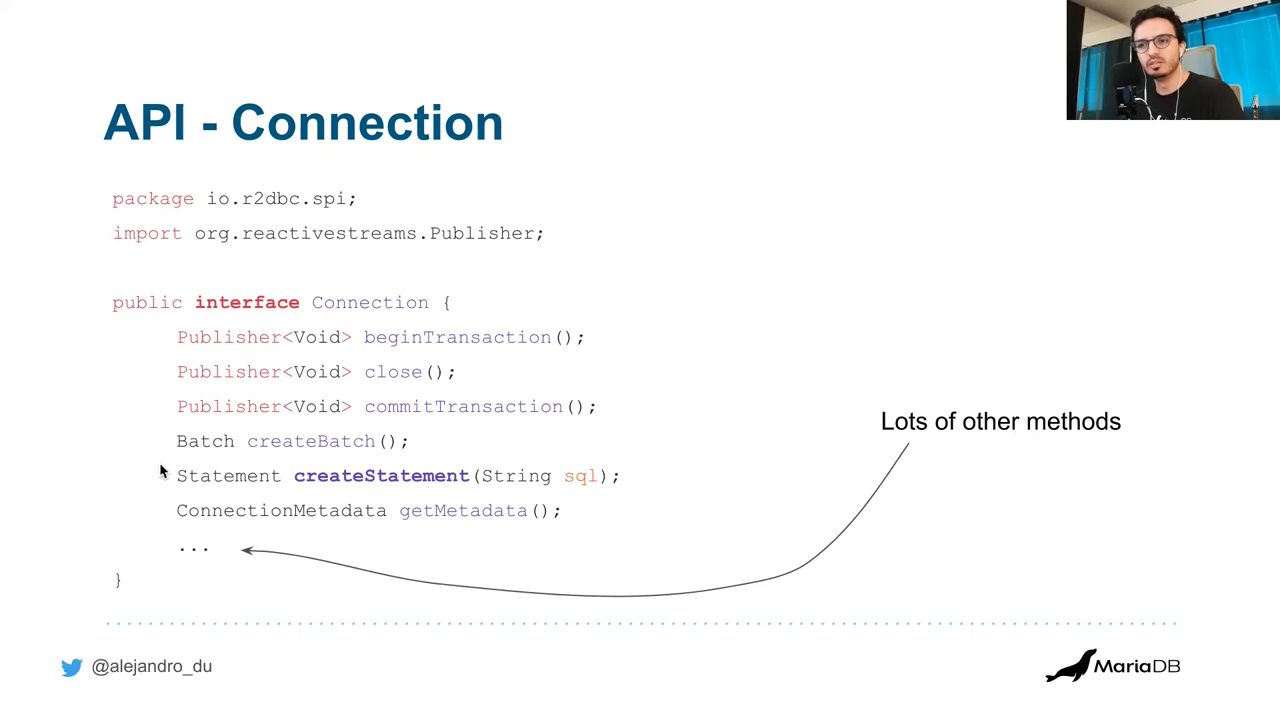 API - Connection
package io.r2dbc.spi;
import org.reactivestreams.Publisher;
public interface Connection {
Publisher<Void> beginTransaction();
Publisher<Void> close();
Publisher<Void> commitTransaction();
Batch createBatch();
Statement createStatement(String sql);
ConnectionMetadata getMetadata();
...
}
Lots of other methods
@alejandro_du
MariaDB